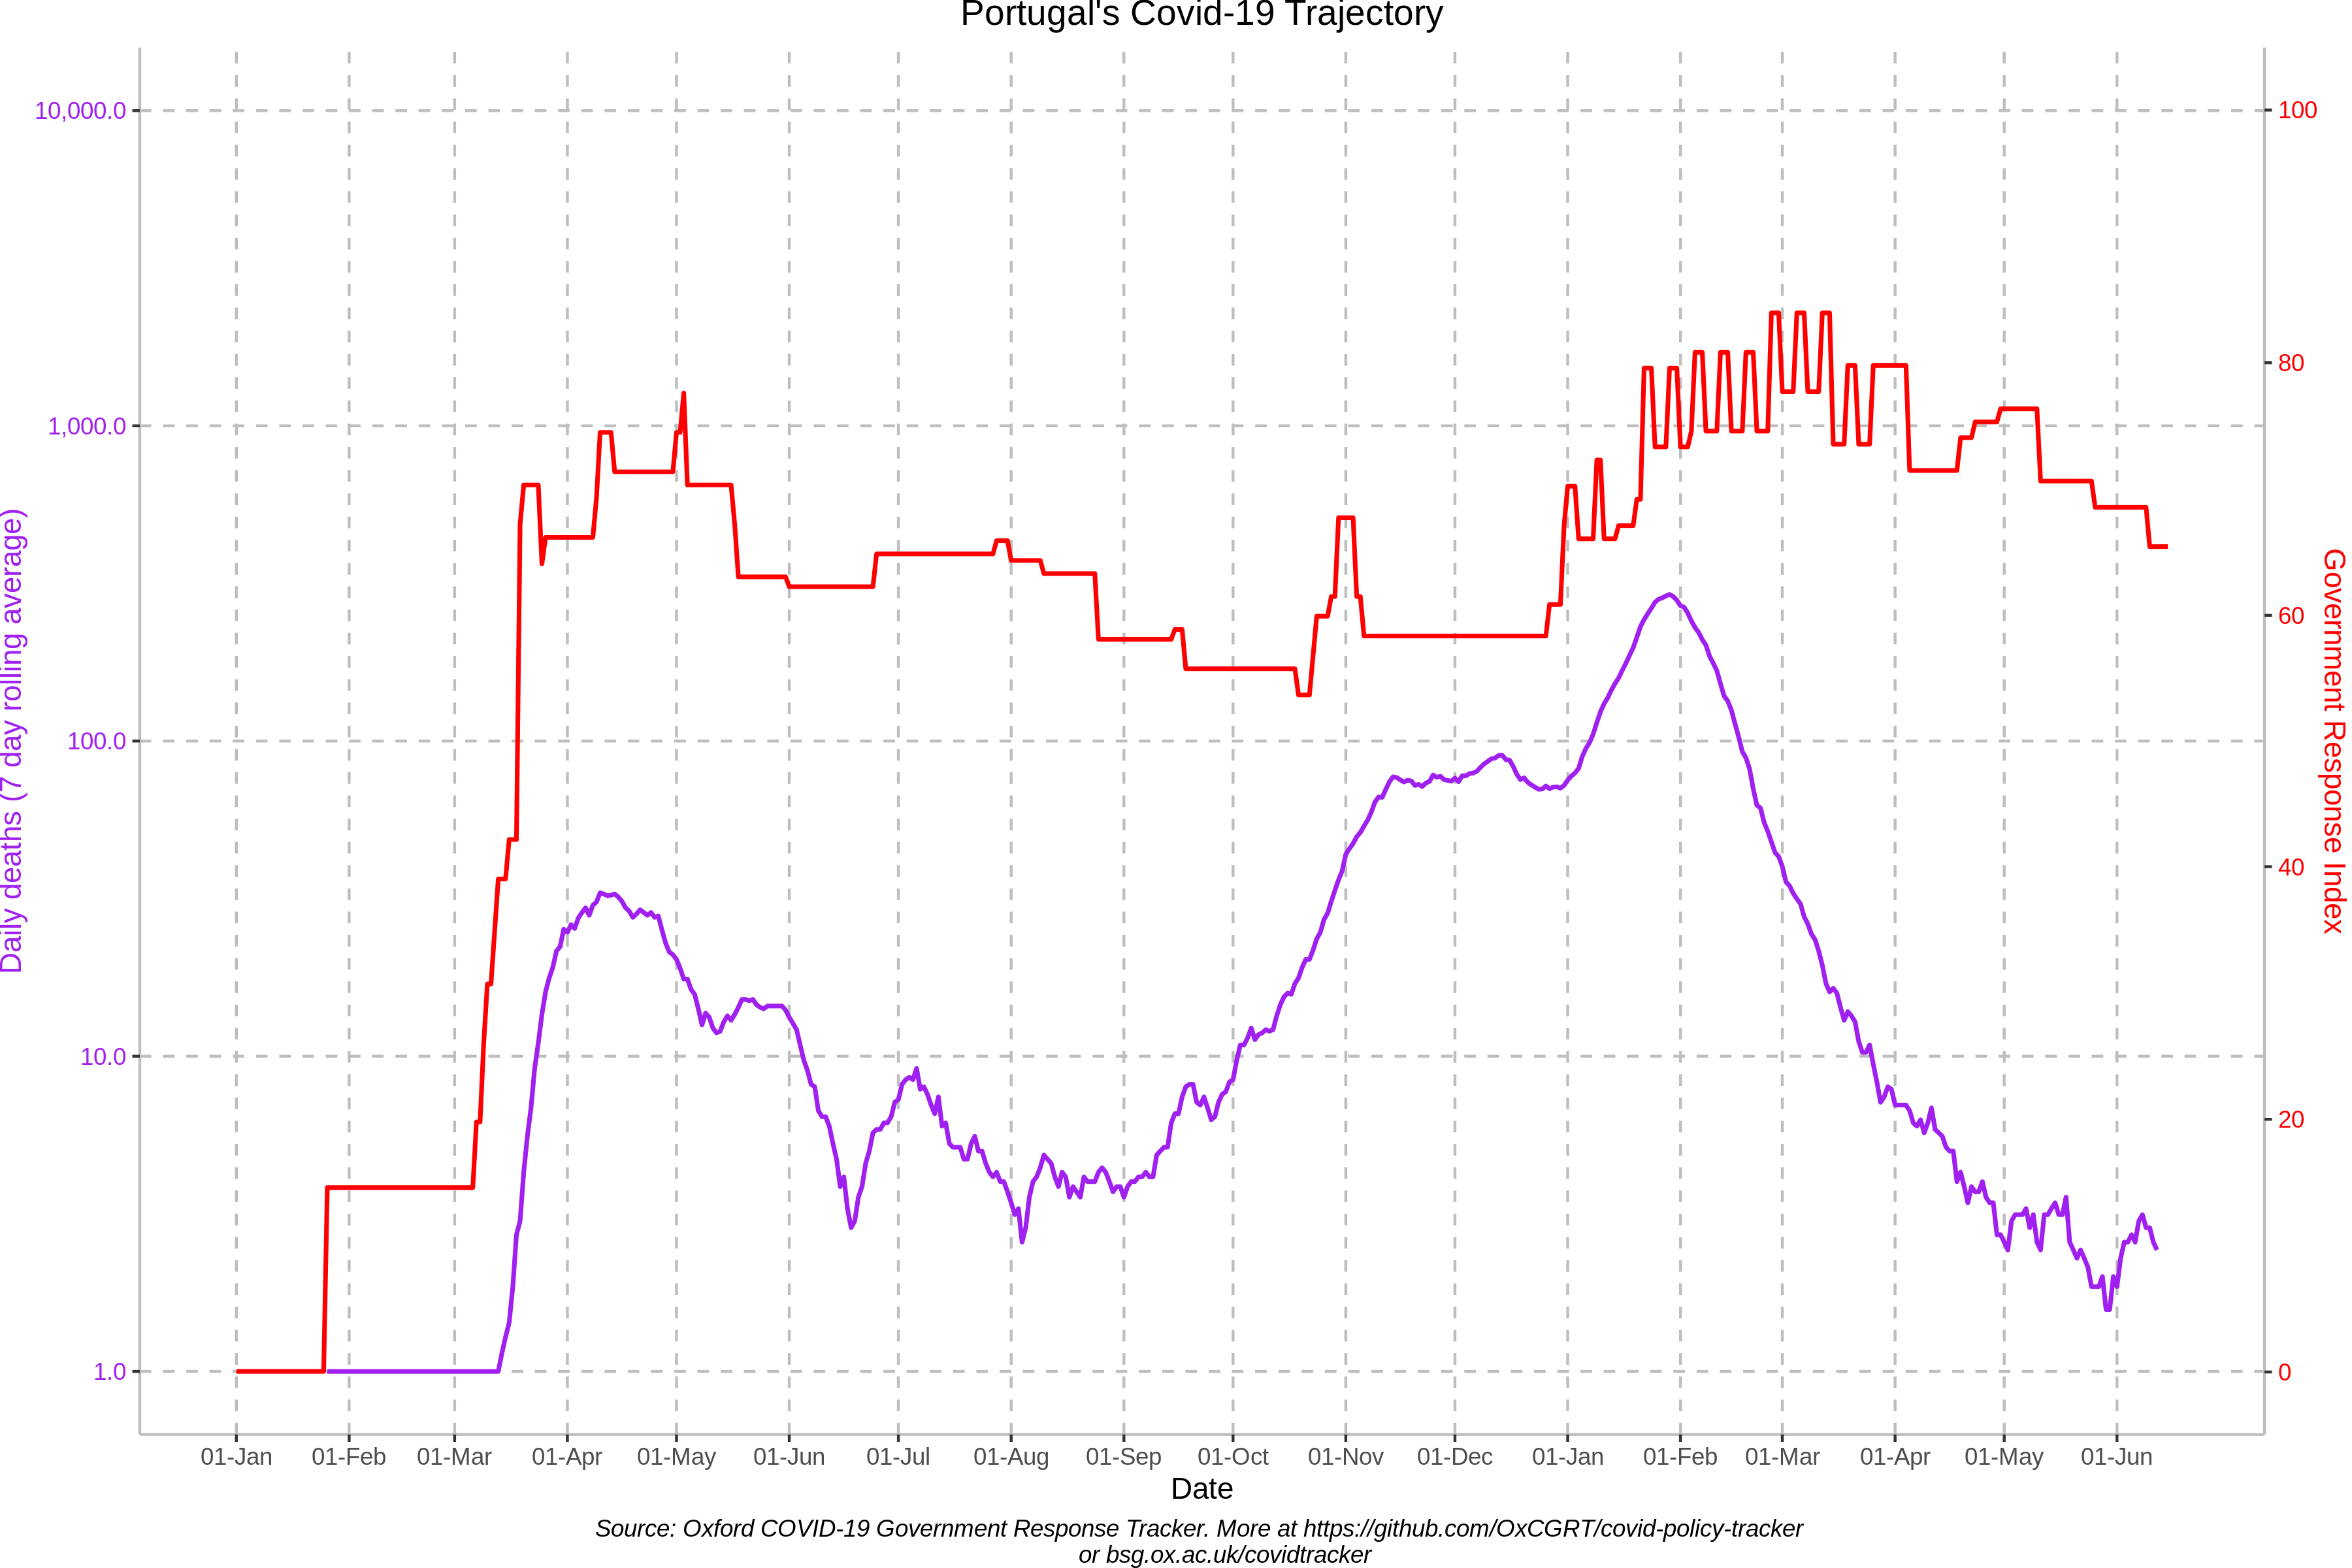 Portugal's Covid-19 Trajectory
10,000.0
1,000.0
100.0
10.0
1.0
Daily deaths (7 day rolling average)
100
80
60
40
20
0
Government Response Index
01-Jan 01-Feb 01-Mar 01-Apr 01-May 01-Jun 01-Jul 01-Aug 01-Sep 01-Oct 01-Nov 01-Dec 01-Jan 01-Feb 01-Mar 01-Apr 01-May 01-Jun
Date
Source: Oxford COVID-19 Government Response Tracker. More at https://github.com/OxCGRT/covid-policy-tracker
or bsg.ox.ac.uk/covidtracker